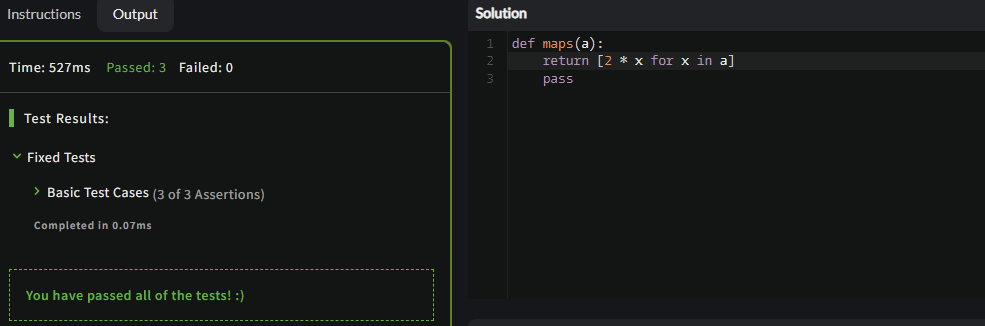 Instructions Output
Time: 527ms Passed: 3 Failed: 0
Test Results:
Fixed Tests
Basic Test Cases (3 of 3 Assertions)
Completed in 0.07ms
You have passed all of the tests! :)
Solution
1 def maps(a):
2     return [2 * x for x in a]
3     pass